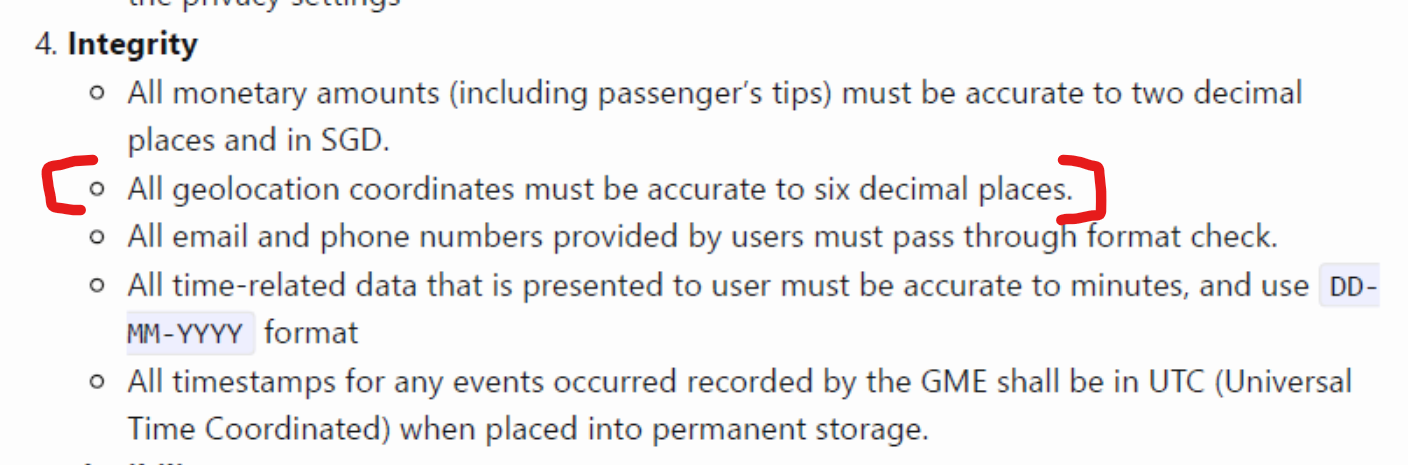 the privacy settings
4. Integrity
All monetary amounts (including passenger's tips) must be accurate to two decimal
places and in SGD.
All geolocation coordinates must be accurate to six decimal places.
All email and phone numbers provided by users must pass through format check.
All time-related data that is presented to user must be accurate to minutes, and use DD-
MM-YYYY format
All timestamps for any events occurred recorded by the GME shall be in UTC (Universal
Time Coordinated) when placed into permanent storage.